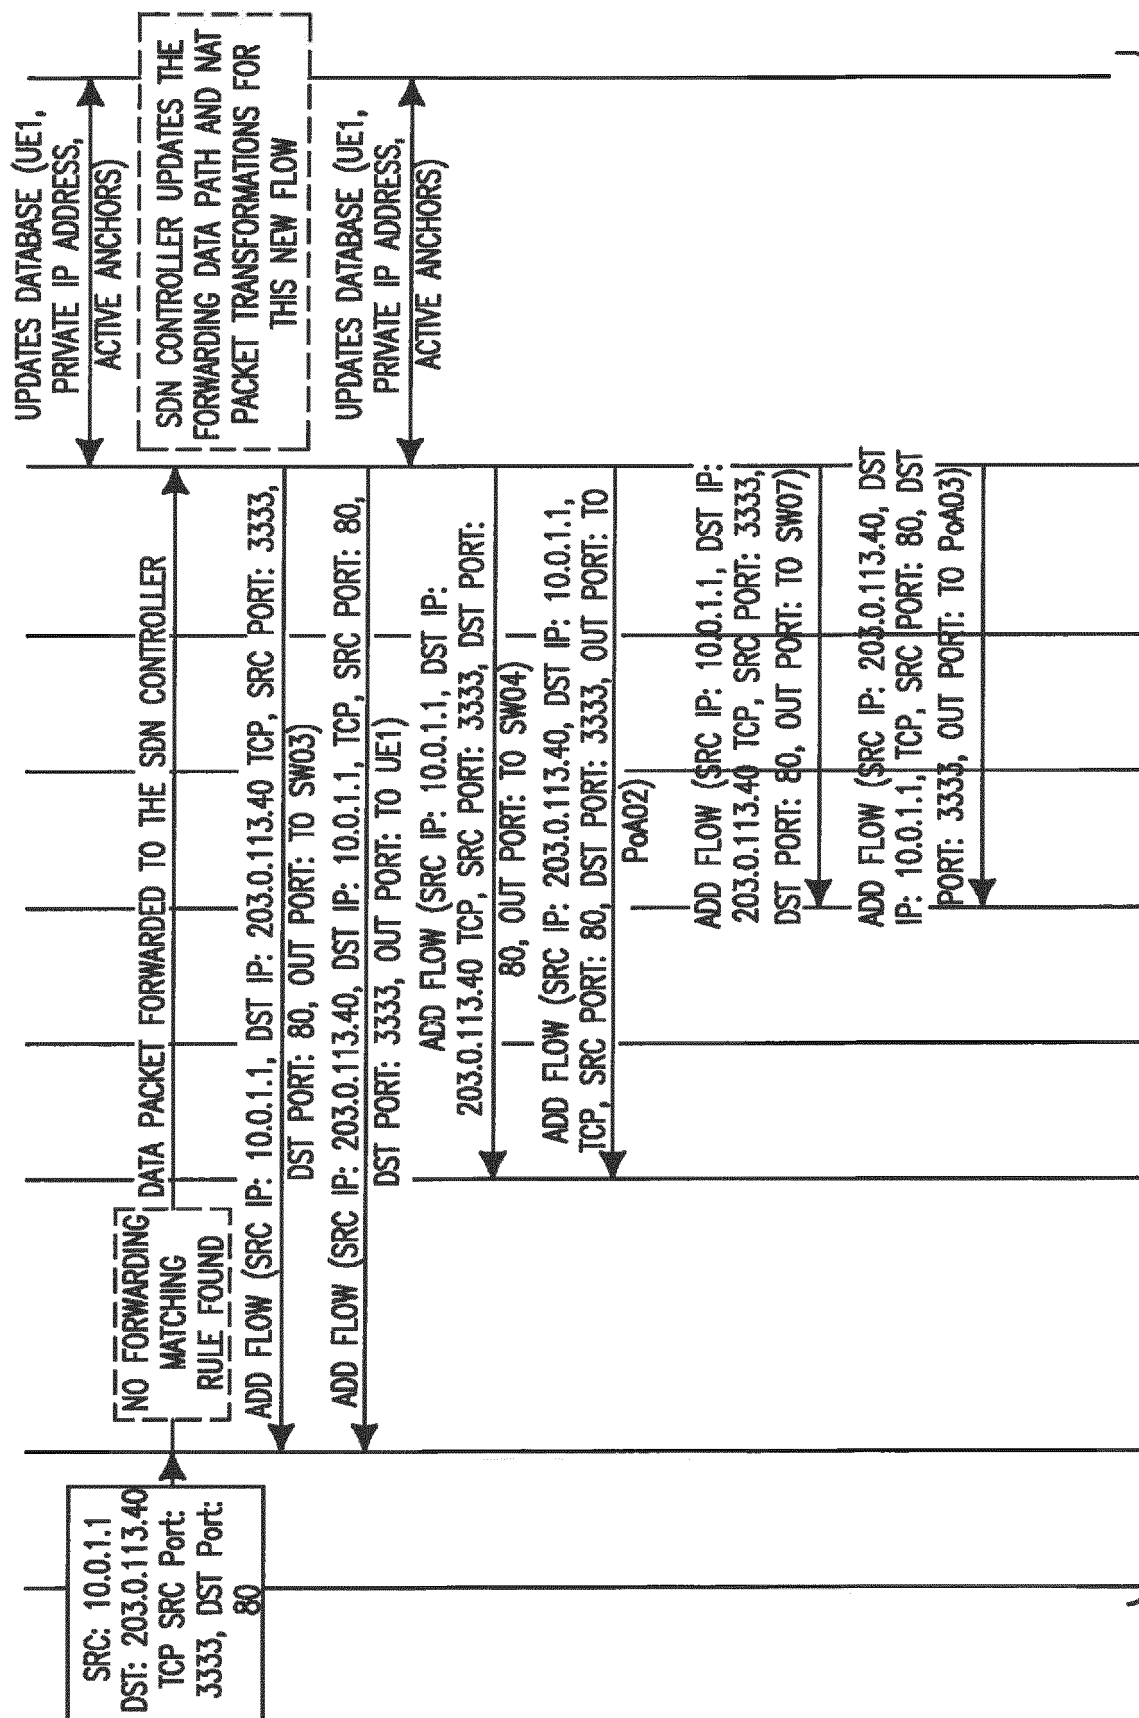 UPDATES DATABASE (UE1,
PRIVATE IP ADDRESS,
ACTIVE ANCHORS)
SRC: 10.0.1.1
DST: 203.0.113.40
TCP SRC Port:
3333, DST Port:
80
NO FORWARDING
MATCHING
RULE FOUND
DATA PACKET FORWARDED TO THE SDN CONTROLLER
SDN CONTROLLER UPDATES THE
FORWARDING DATA PATH AND NAT
PACKET TRANSFORMATIONS FOR
THIS NEW FLOW
ADD FLOW (SRC IP: 10.0.1.1, DST IP: 203.0.113.40 TCP, SRC PORT: 3333,
DST PORT: 80, OUT PORT: TO SW03)
ADD FLOW (SRC IP: 203.0.113.40, DST IP: 10.0.1.1, TCP, SRC PORT: 80,
DST PORT: 3333, OUT PORT: TO UE1)
UPDATES DATABASE (UE1,
PRIVATE IP ADDRESS,
ACTIVE ANCHORS)
ADD FLOW (SRC IP: 10.0.1.1, DST IP:
203.0.113.40 TCP, SRC PORT: 3333, DST PORT:
80, OUT PORT: TO SW04)
ADD FLOW (SRC IP: 203.0.113.40, DST IP: 10.0.1.1,
TCP, SRC PORT: 80, DST PORT: 3333, OUT PORT: TO
PoA02)
ADD FLOW (SRC IP: 10.0.1.1, DST IP:
203.0.113.40 TCP, SRC PORT: 3333,
DST PORT: 80, OUT PORT: TO SW07)
ADD FLOW (SRC IP: 203.0.113.40, DST
IP: 10.0.1.1, TCP, SRC PORT: 80, DST
PORT: 3333, OUT PORT: TO PoA03)